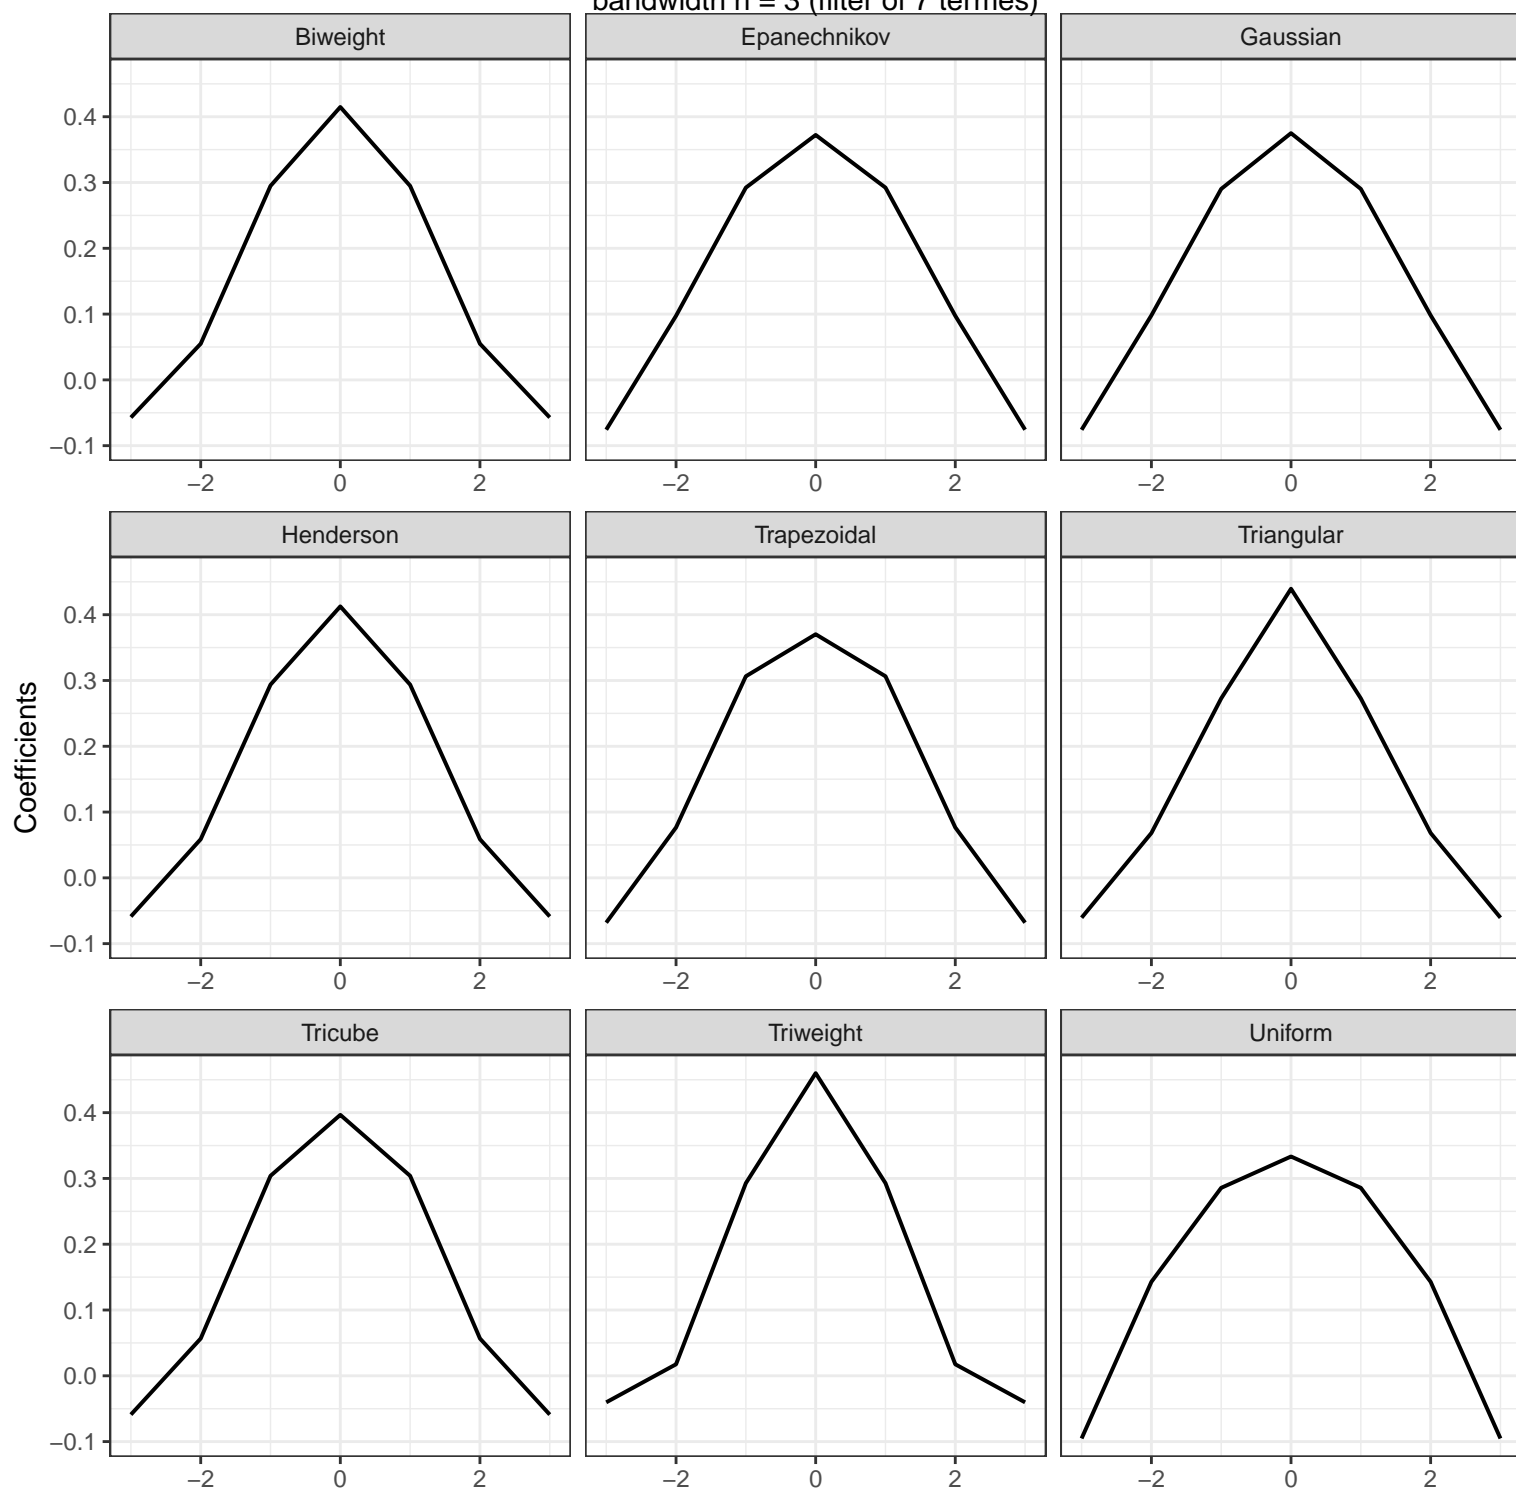 bandwidth h = 3 (filter of 7 termes)
Biweight Epanechnikov Gaussian
0.4
0.3
0.2
0.1
0.0
−0.1
−2 0 2 −2 0 2 −2 0 2
Henderson Trapezoidal Triangular
0.4
0.3
0.2
0.1
0.0
−0.1
−2 0 2 −2 0 2 −2 0 2
Coefficients
Tricube Triweight Uniform
0.4
0.3
0.2
0.1
0.0
−0.1
−2 0 2 −2 0 2 −2 0 2